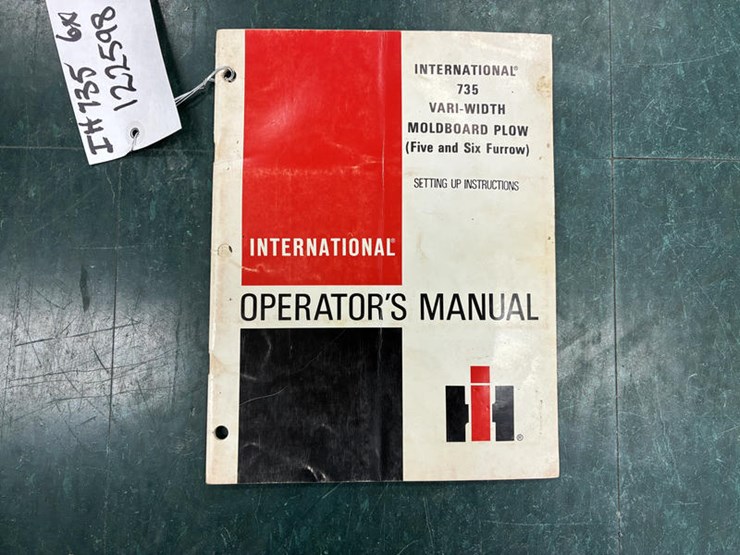 IH 735 6x
122598
INTERNATIONAL®
735
VARI-WIDTH
MOLDBOARD PLOW
(Five and Six Furrow)
SETTING UP INSTRUCTIONS
INTERNATIONAL®
OPERATOR'S MANUAL
IH®